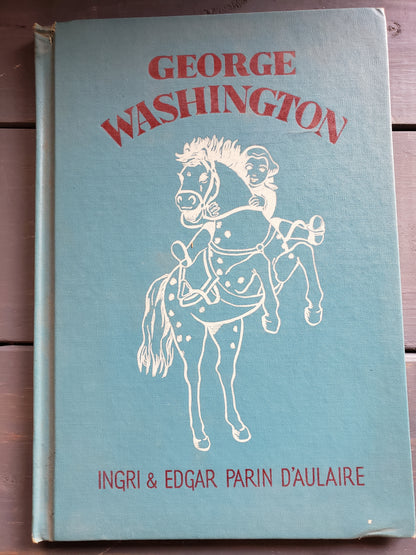 GEORGE
WASHINGTON
INGRI & EDGAR PARIN D'AULAIRE